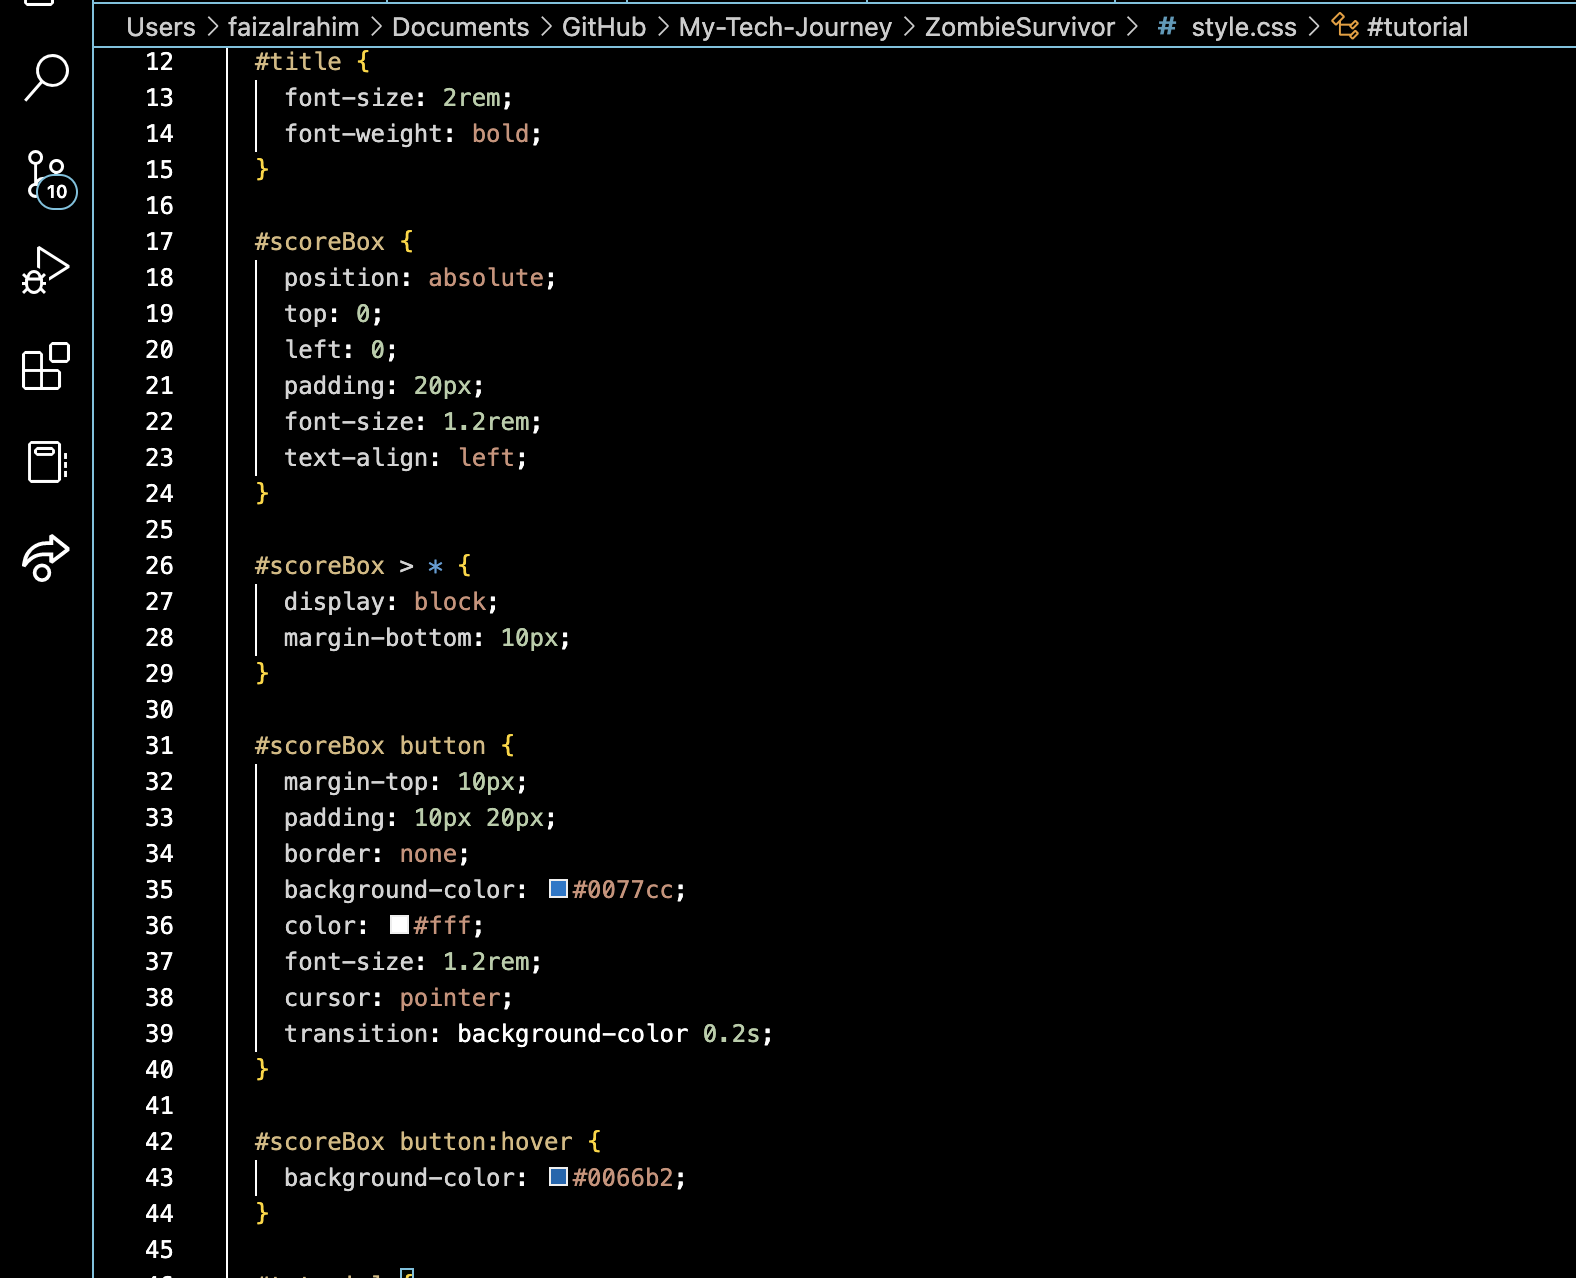 Users > faizalrahim > Documents > GitHub > My-Tech-Journey > ZombieSurvivor > # style.css > #tutorial
12 #title {
13 font-size: 2rem;
14 font-weight: bold;
15 }
16
17 #scoreBox {
18 position: absolute;
19 top: 0;
20 left: 0;
21 padding: 20px;
22 font-size: 1.2rem;
23 text-align: left;
24 }
25
26 #scoreBox > * {
27 display: block;
28 margin-bottom: 10px;
29 }
30
31 #scoreBox button {
32 margin-top: 10px;
33 padding: 10px 20px;
34 border: none;
35 background-color: #0077cc;
36 color: #fff;
37 font-size: 1.2rem;
38 cursor: pointer;
39 transition: background-color 0.2s;
40 }
41
42 #scoreBox button:hover {
43 background-color: #0066b2;
44 }
45
10